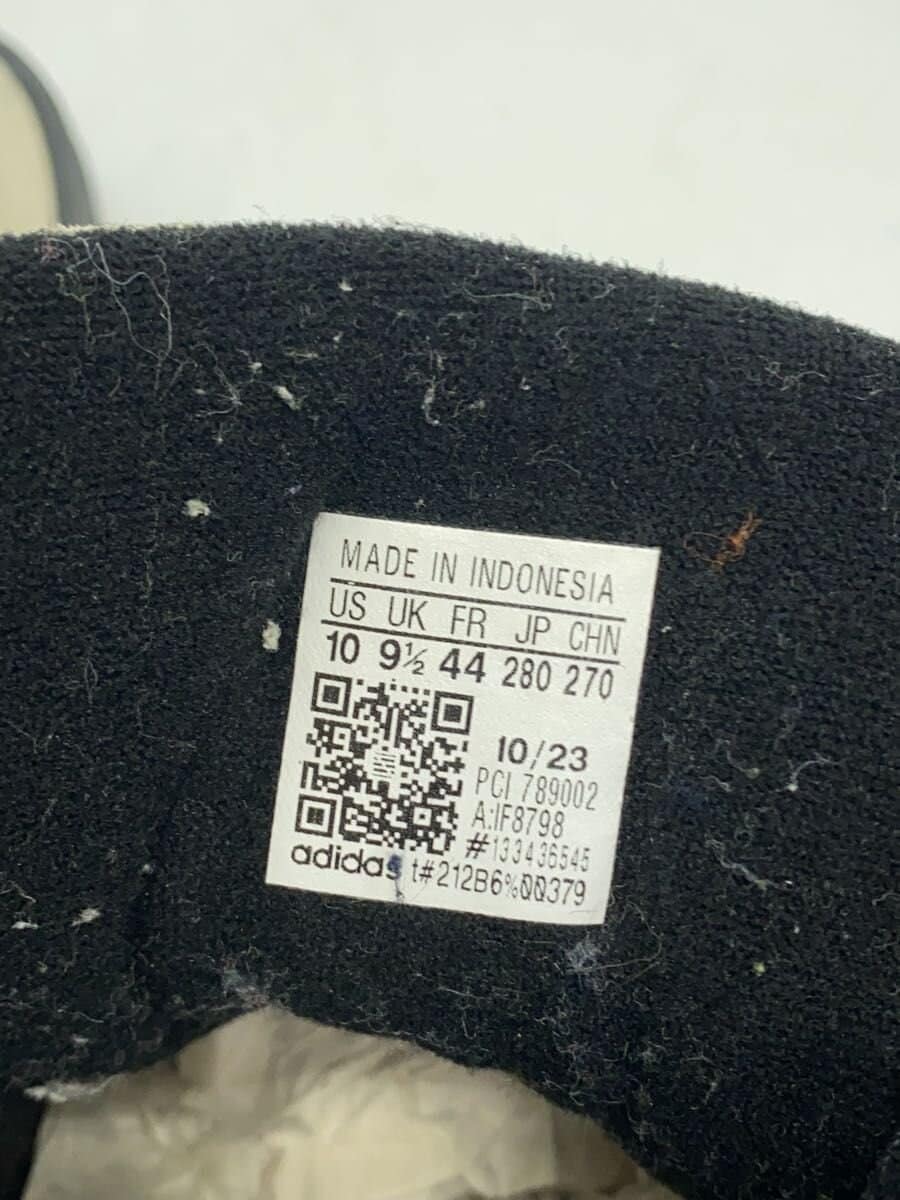 MADE IN INDONESIA
US UK FR JP CHN
10 9½ 44 280 270
10/23
PCI 789002
A:IF8798
#133436545
adidas t#212B6%00379